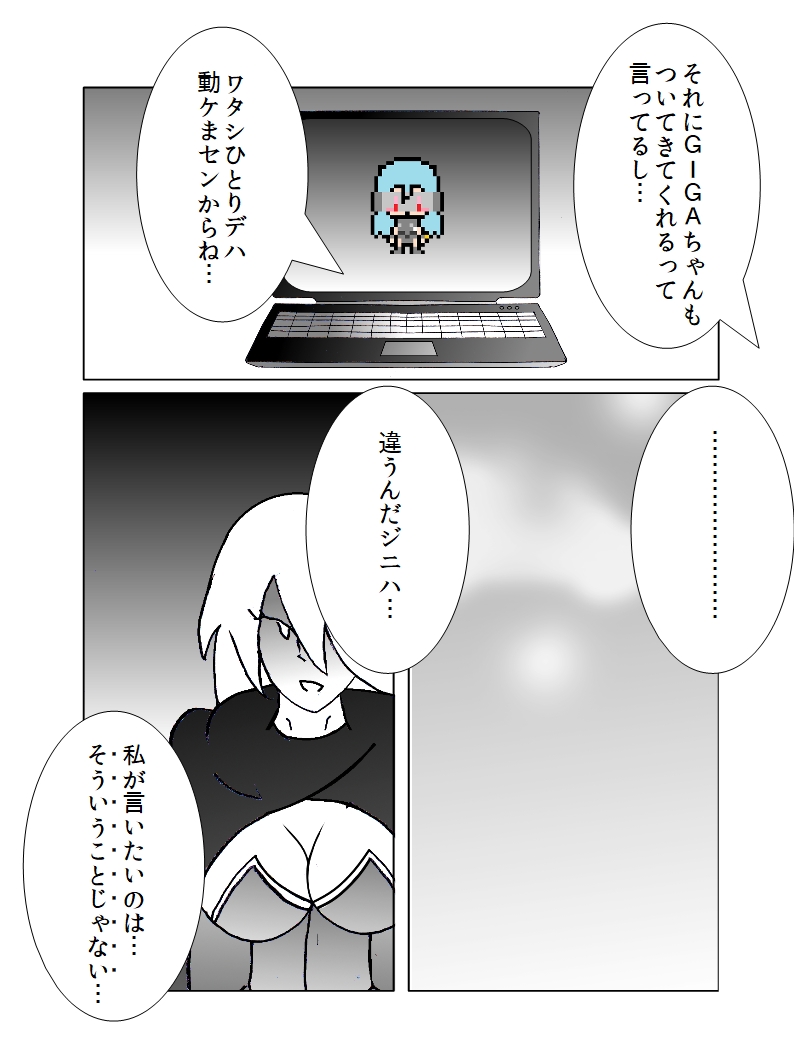 それにGIGAちゃんも
ついてきてくれるって
言ってるし…
ワタシひとりデハ
動ケまセンからね…
…………………
違うんだジニハ…
私が言いたいのは…
そういうことじゃない…